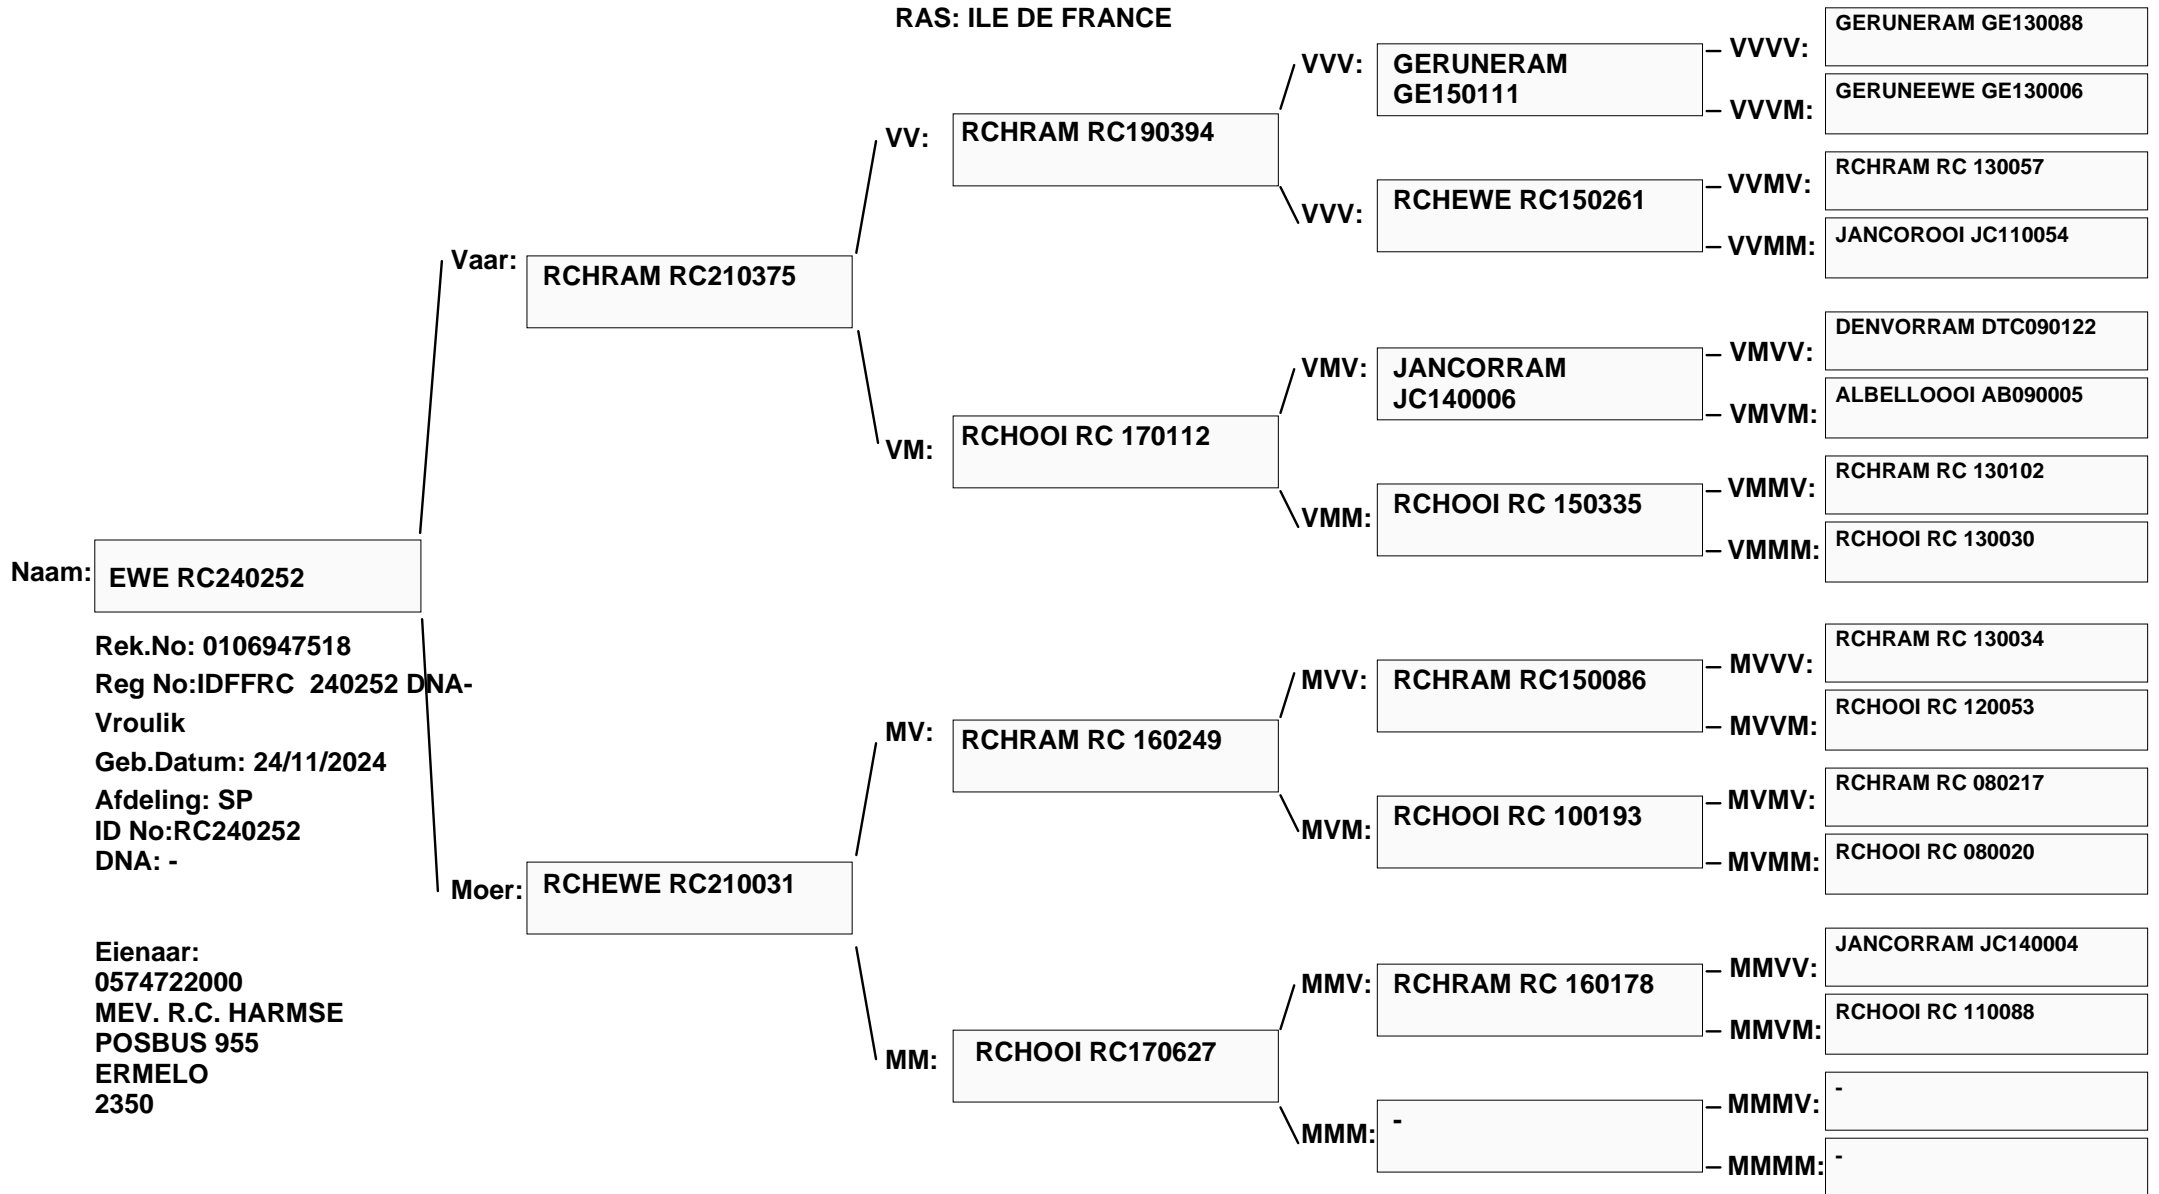 RAS: ILE DE FRANCE
Naam:
EWE RC240252
Rek.No: 0106947518
Reg No:IDFFRC  240252 DNA-
Vroulik
Geb.Datum: 24/11/2024
Afdeling: SP
ID No:RC240252
DNA: -
Eienaar:
0574722000
MEV. R.C. HARMSE
POSBUS 955
ERMELO
2350
Vaar:
RCHRAM RC210375
Moer:
RCHEWE RC210031
VV:
RCHRAM RC190394
VM:
RCHOOI RC 170112
MV:
RCHRAM RC 160249
MM:
RCHOOI RC170627
VVV:
GERUNERAM
GE150111
VVV:
RCHEWE RC150261
VMV:
JANCORRAM
JC140006
VMM:
RCHOOI RC 150335
MVV:
RCHRAM RC150086
MVM:
RCHOOI RC 100193
MMV:
RCHRAM RC 160178
MMM:
-
VVVV:
GERUNERAM GE130088
VVVM:
GERUNEEWE GE130006
VVMV:
RCHRAM RC 130057
VVMM:
JANCOROOI JC110054
VMVV:
DENVORRAM DTC090122
VMVM:
ALBELLOOOI AB090005
VMMV:
RCHRAM RC 130102
VMMM:
RCHOOI RC 130030
MVVV:
RCHRAM RC 130034
MVVM:
RCHOOI RC 120053
MVMV:
RCHRAM RC 080217
MVMM:
RCHOOI RC 080020
MMVV:
JANCORRAM JC140004
MMVM:
RCHOOI RC 110088
MMMV:
-
MMMM:
-